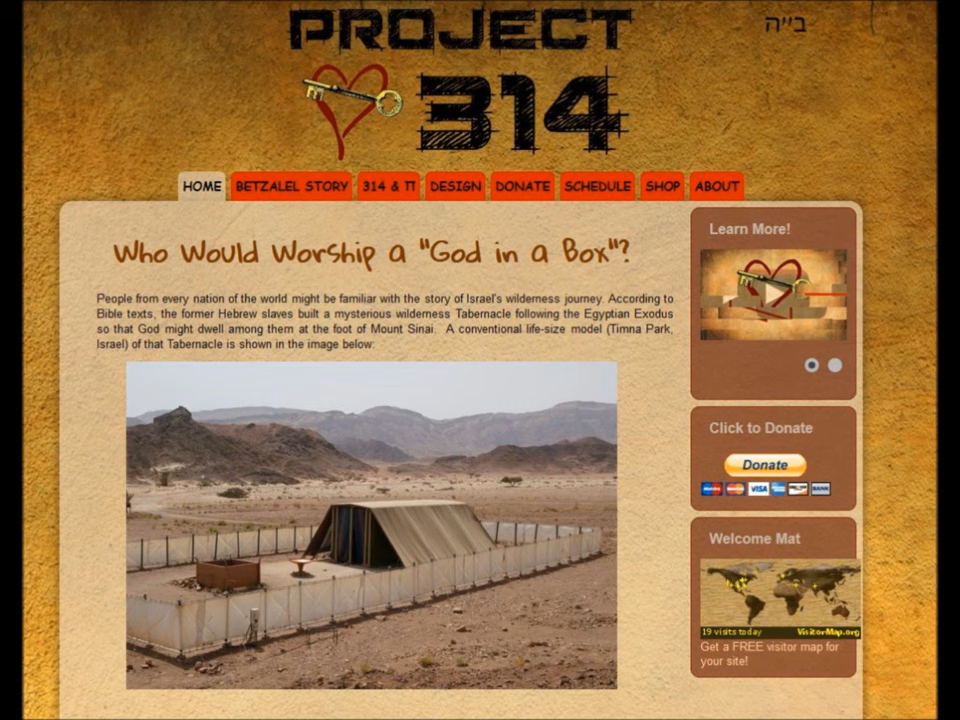 PROJECT
בייה
314
HOME BETZALEL STORY 314 & π DESIGN DONATE SCHEDULE SHOP ABOUT
Who Would Worship a "God in a Box"?
People from every nation of the world might be familiar with the story of Israel's wilderness journey. According to
Bible texts, the former Hebrew slaves built a mysterious wilderness Tabernacle following the Egyptian Exodus
so that God might dwell among them at the foot of Mount Sinai. A conventional life-size model (Timna Park,
Israel) of that Tabernacle is shown in the image below:
Learn More!
Click to Donate
Donate
VISA
BANK
Welcome Mat
19 visits today VisitorMap.org
Get a FREE visitor map for
your site!